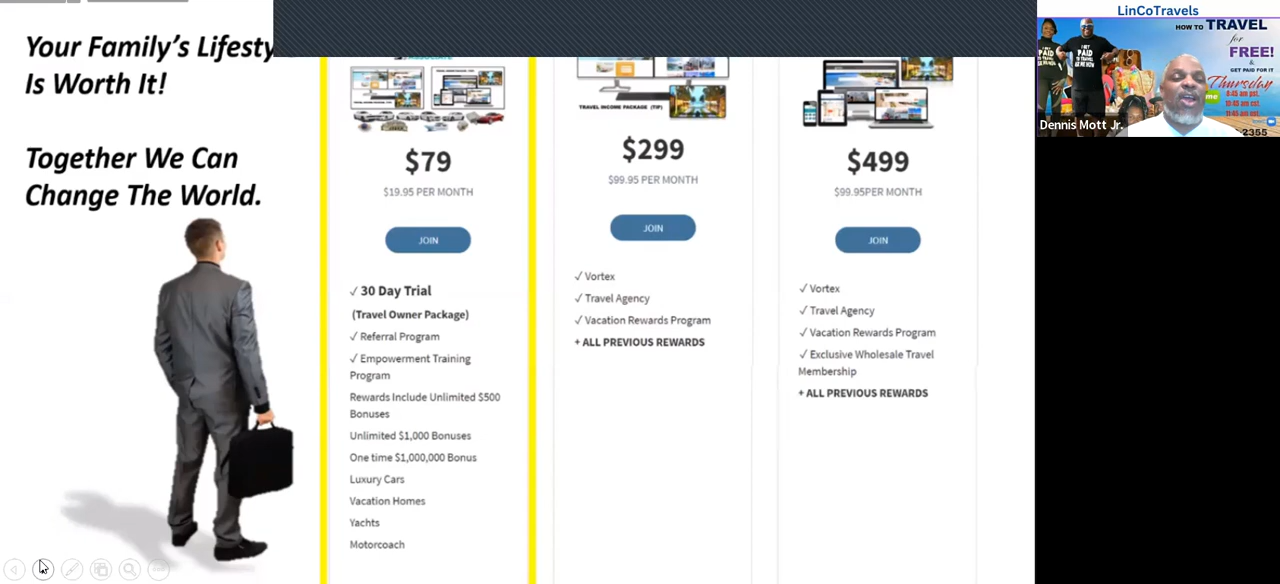 Your Family's Lifesty
Is Worth It!
Together We Can
Change The World.
$79
$19.95 PER MONTH
JOIN
✓ 30 Day Trial
(Travel Owner Package)
✓ Referral Program
✓ Empowerment Training
Program
Rewards Include Unlimited $500
Bonuses
Unlimited $1,000 Bonuses
One time $1,000,000 Bonus
Luxury Cars
Vacation Homes
Yachts
Motorcoach
TRAVEL INCOME PACKAGE (TIP)
$299
$99.95 PER MONTH
JOIN
✓ Vortex
✓ Travel Agency
✓ Vacation Rewards Program
+ ALL PREVIOUS REWARDS
$499
$99.95PER MONTH
JOIN
✓ Vortex
✓ Travel Agency
✓ Vacation Rewards Program
✓ Exclusive Wholesale Travel
Membership
+ ALL PREVIOUS REWARDS
LinCoTravels
HOW TO TRAVEL
for
FREE!
&
GET PAID FOR IT
Thursday
me
Dennis Mott Jr.
-2355